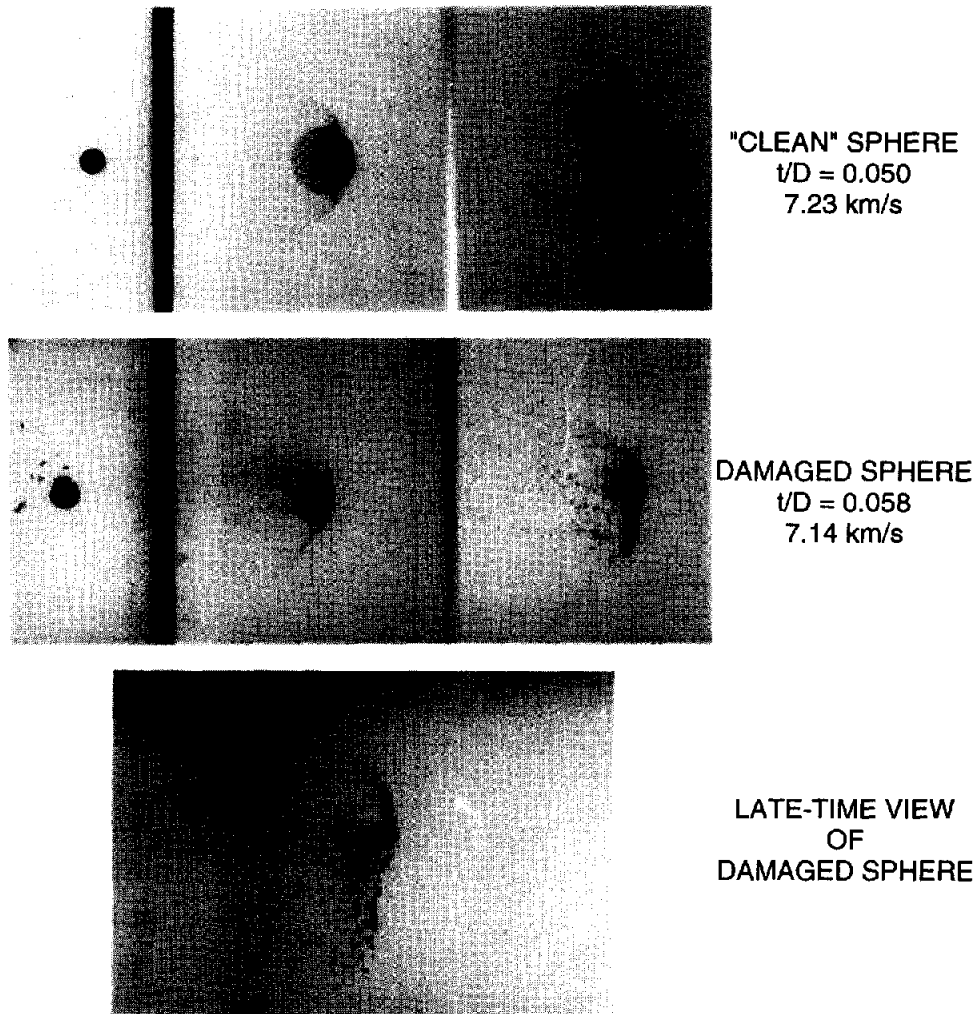 "CLEAN" SPHERE
t/D = 0.050
7.23 km/s
DAMAGED SPHERE
t/D = 0.058
7.14 km/s
LATE-TIME VIEW
OF
DAMAGED SPHERE